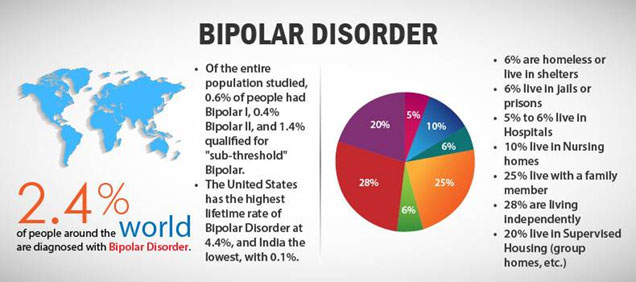 BIPOLAR DISORDER
2.4%
of people around the world
are diagnosed with Bipolar Disorder.
• Of the entire
population studied,
0.6% of people had
Bipolar I, 0.4%
Bipolar II, and 1.4%
qualified for
"sub-threshold"
Bipolar.
• The United States
has the highest
lifetime rate of
Bipolar Disorder at
4.4%, and India the
lowest, with 0.1%.
5%
10%
6%
25%
6%
28%
20%
• 6% are homeless or
live in shelters
• 6% live in jails or
prisons
• 5% to 6% live in
Hospitals
• 10% live in Nursing
homes
• 25% live with a family
member
• 28% are living
independently
• 20% live in Supervised
Housing (group
homes, etc.)